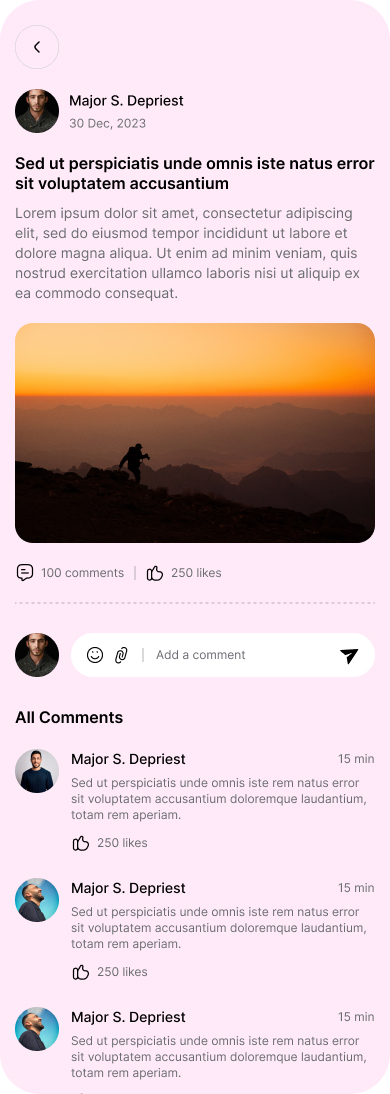 Major S. Depriest
30 Dec, 2023
Sed ut perspiciatis unde omnis iste natus error
sit voluptatem accusantium
Lorem ipsum dolor sit amet, consectetur adipiscing
elit, sed do eiusmod tempor incididunt ut labore et
dolore magna aliqua. Ut enim ad minim veniam, quis
nostrud exercitation ullamco laboris nisi ut aliquip ex
ea commodo consequat.
100 comments
250 likes
Add a comment
All Comments
Major S. Depriest 15 min
Sed ut perspiciatis unde omnis iste rem natus error
sit voluptatem accusantium doloremque laudantium,
totam rem aperiam.
250 likes
Major S. Depriest 15 min
Sed ut perspiciatis unde omnis iste rem natus error
sit voluptatem accusantium doloremque laudantium,
totam rem aperiam.
250 likes
Major S. Depriest 15 min
Sed ut perspiciatis unde omnis iste rem natus error
sit voluptatem accusantium doloremque laudantium,
totam rem aperiam.